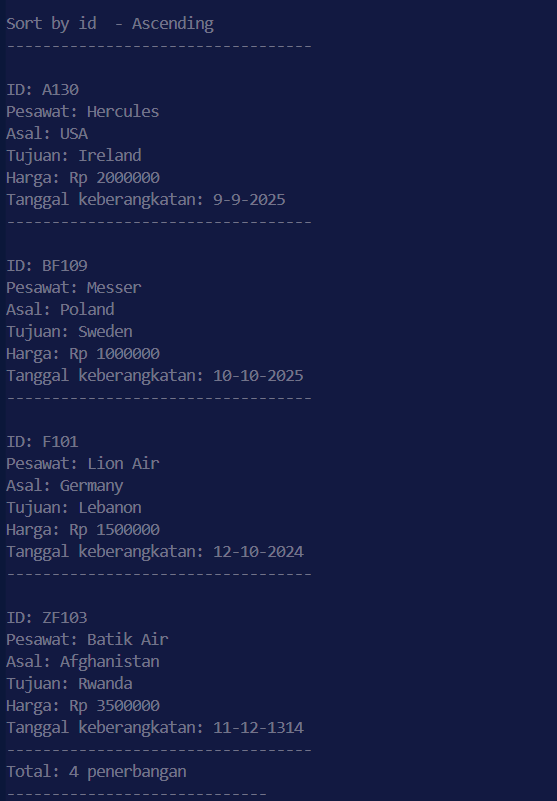 Sort by id  - Ascending
----------------------------------
ID: A130
Pesawat: Hercules
Asal: USA
Tujuan: Ireland
Harga: Rp 2000000
Tanggal keberangkatan: 9-9-2025
----------------------------------
ID: BF109
Pesawat: Messer
Asal: Poland
Tujuan: Sweden
Harga: Rp 1000000
Tanggal keberangkatan: 10-10-2025
----------------------------------
ID: F101
Pesawat: Lion Air
Asal: Germany
Tujuan: Lebanon
Harga: Rp 1500000
Tanggal keberangkatan: 12-10-2024
----------------------------------
ID: ZF103
Pesawat: Batik Air
Asal: Afghanistan
Tujuan: Rwanda
Harga: Rp 3500000
Tanggal keberangkatan: 11-12-1314
----------------------------------
Total: 4 penerbangan
-----------------------------